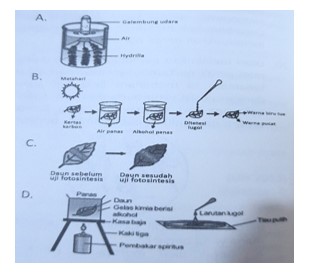 A.
Gelembung udara
Air
Hydrilla
B.
Matahari
Kertas karbon
Air panas
Alkohol panas
Ditetesi lugol
Warna biru tua
Warna pucat
C.
Daun sebelum uji fotosintesis
Daun sesudah uji fotosintesis
D.
Panas
Daun
Gelas kimia berisi alkohol
Kasa baja
Kaki tiga
Pembakar spiritus
Larutan lugol